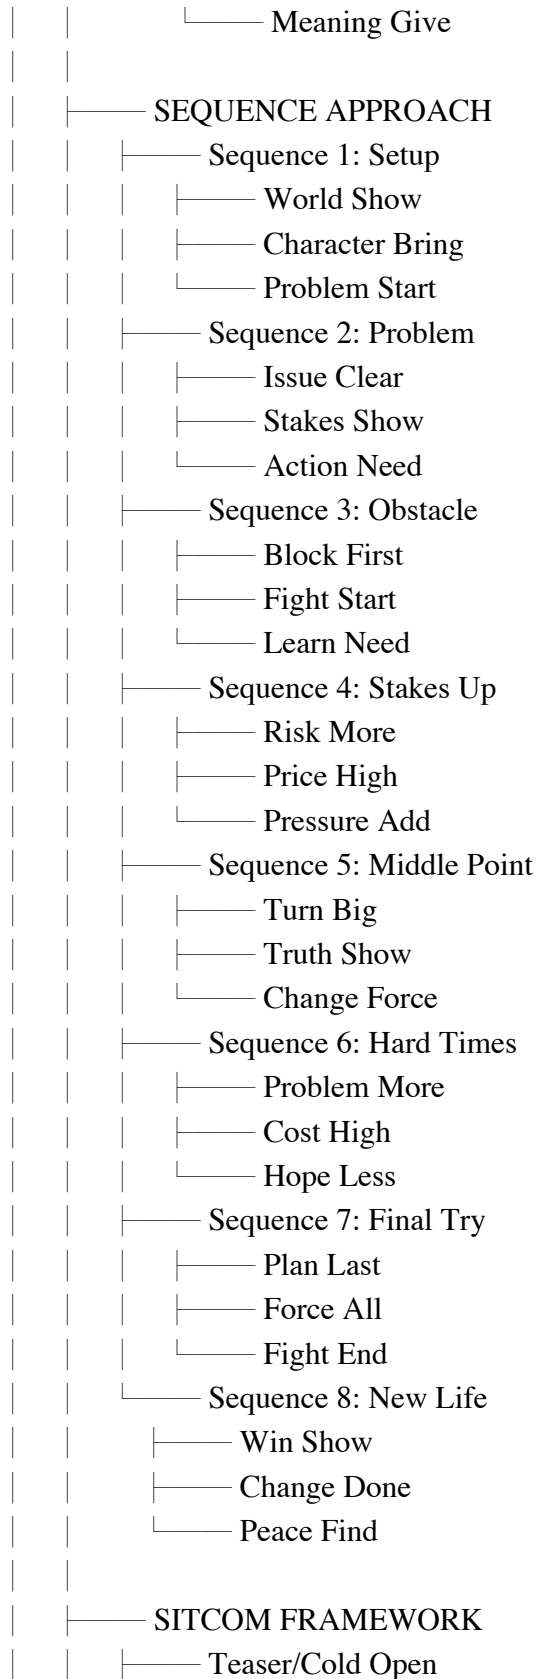 Meaning Give
SEQUENCE APPROACH
Sequence 1: Setup
World Show
Character Bring
Problem Start
Sequence 2: Problem
Issue Clear
Stakes Show
Action Need
Sequence 3: Obstacle
Block First
Fight Start
Learn Need
Sequence 4: Stakes Up
Risk More
Price High
Pressure Add
Sequence 5: Middle Point
Turn Big
Truth Show
Change Force
Sequence 6: Hard Times
Problem More
Cost High
Hope Less
Sequence 7: Final Try
Plan Last
Force All
Fight End
Sequence 8: New Life
Win Show
Change Done
Peace Find
SITCOM FRAMEWORK
Teaser/Cold Open